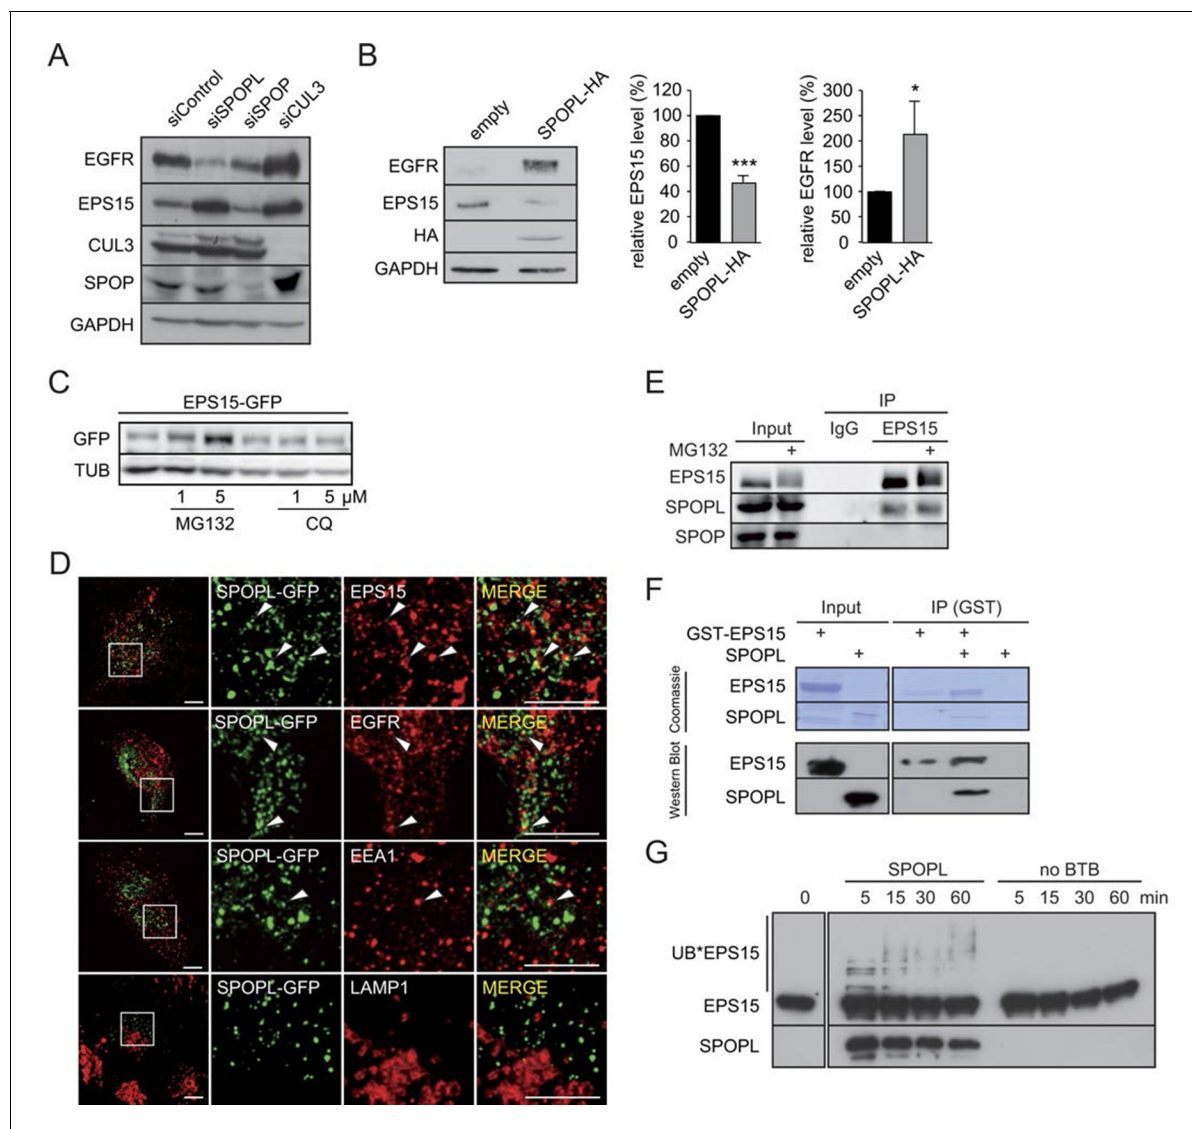 A
siControl siSPOPL siSPOP siCUL3
EGFR
EPS15
CUL3
SPOP
GAPDH
B
empty SPOPL-HA
EGFR
EPS15
HA
GAPDH
relative EPS15 level (%)
120
100
80
60
40
20
0
***
empty SPOPL-HA
relative EGFR level (%)
300
250
200
150
100
50
0
*
empty SPOPL-HA
C
EPS15-GFP
GFP
TUB
1 5 1 5 µM
MG132 CQ
D
SPOPL-GFP EPS15 MERGE
SPOPL-GFP EGFR MERGE
SPOPL-GFP EEA1 MERGE
SPOPL-GFP LAMP1 MERGE
E
IP
Input IgG EPS15
MG132 + +
EPS15
SPOPL
SPOP
F
Input IP (GST)
GST-EPS15 + + +
SPOPL + + +
Coomassie
EPS15
SPOPL
Western Blot
EPS15
SPOPL
G
SPOPL no BTB
0 5 15 30 60 5 15 30 60 min
UB*EPS15
EPS15
SPOPL